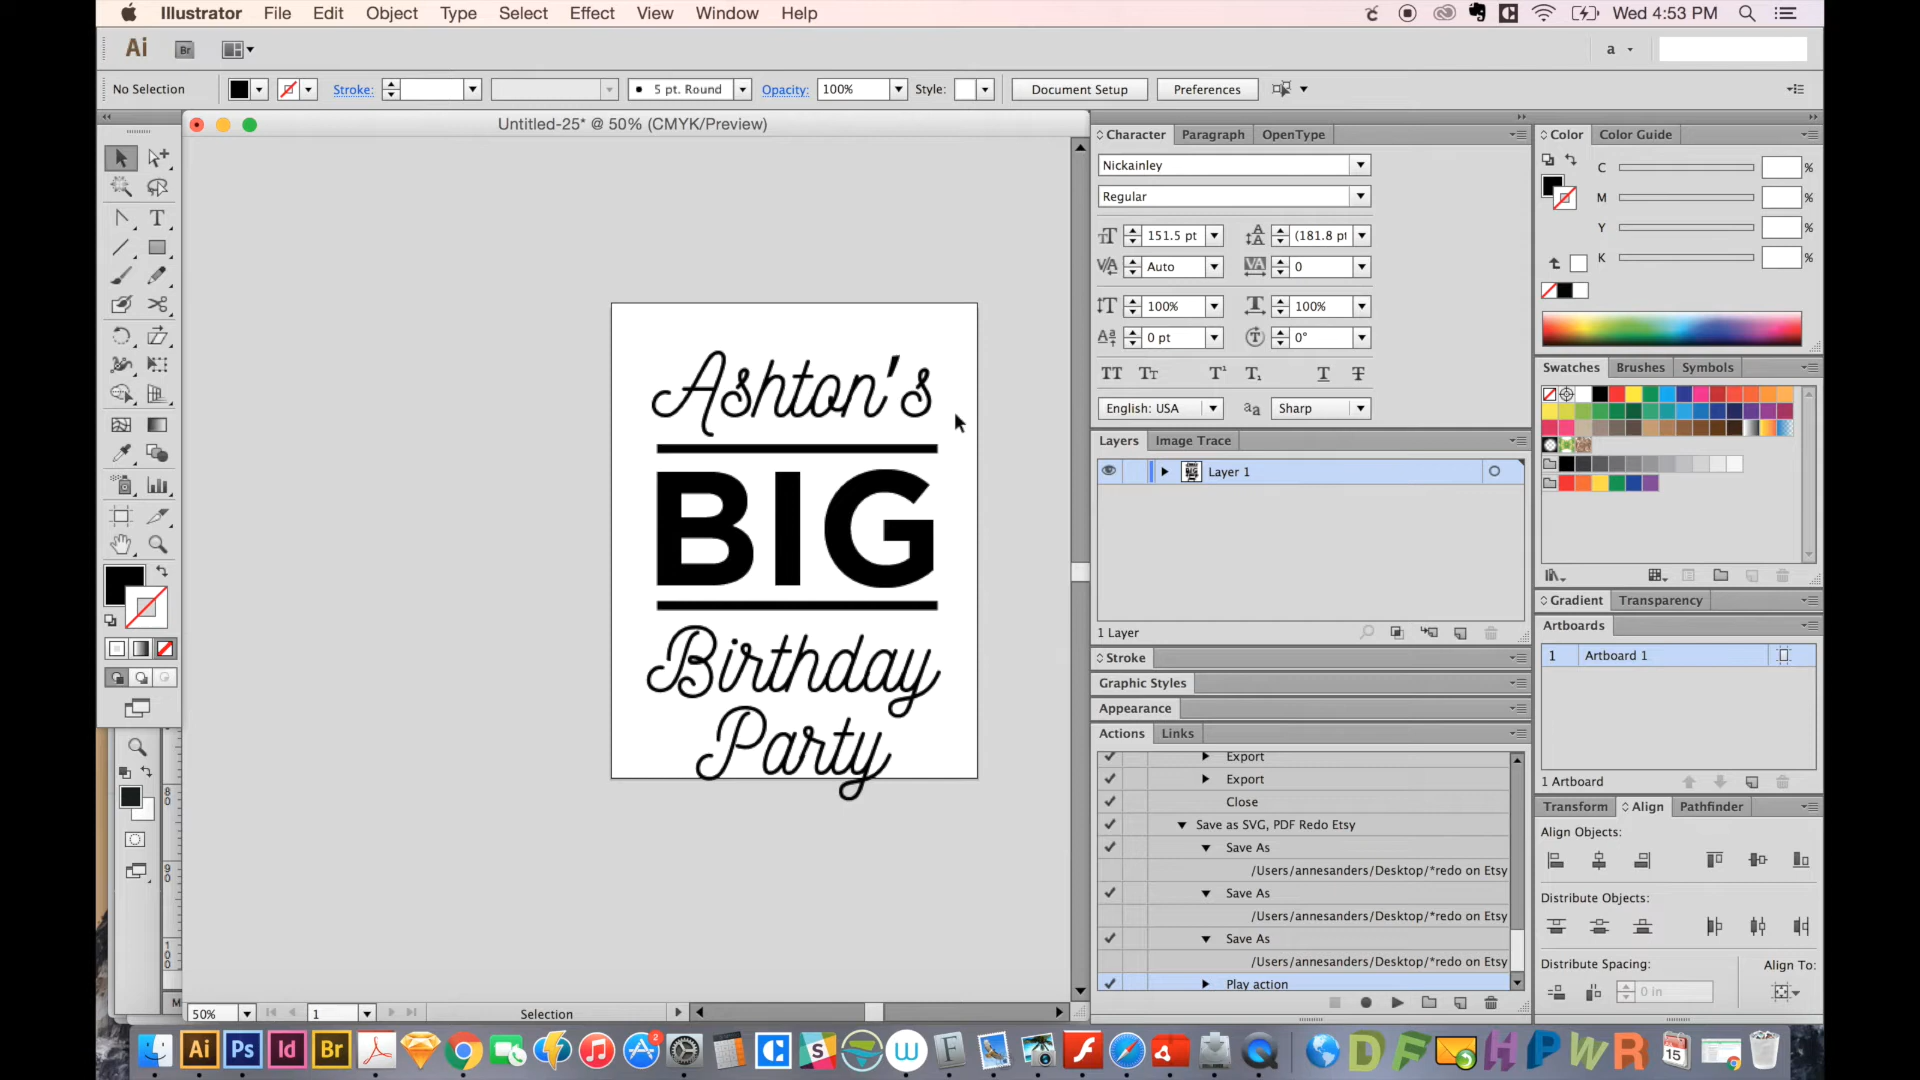 Illustrator File Edit Object Type Select Effect View Window Help Wed 4:53 PM
Ai Br a
No Selection Stroke: 5 pt. Round Opacity: 100% Style: Document Setup Preferences
Untitled-25* @ 50% (CMYK/Preview)
Ashton's
BIG
Birthday
Party
50% 1 Selection
Character Paragraph OpenType
Nickainley
Regular
151.5 pt (181.8 pt
Auto 0
100% 100%
0 pt 0°
English: USA Sharp
Layers Image Trace
Layer 1
1 Layer
Stroke
Graphic Styles
Appearance
Actions Links
Export
Export
Close
Save as SVG, PDF Redo Etsy
Save As
/Users/annesanders/Desktop/*redo on Etsy
Save As
/Users/annesanders/Desktop/*redo on Etsy
Save As
/Users/annesanders/Desktop/*redo on Etsy
Play action
Color Color Guide
C %
M %
Y %
K %
Swatches Brushes Symbols
Gradient Transparency
Artboards
1 Artboard 1
1 Artboard
Transform Align Pathfinder
Align Objects:
Distribute Objects:
Distribute Spacing: Align To:
0 in
Ai Ps Id Br